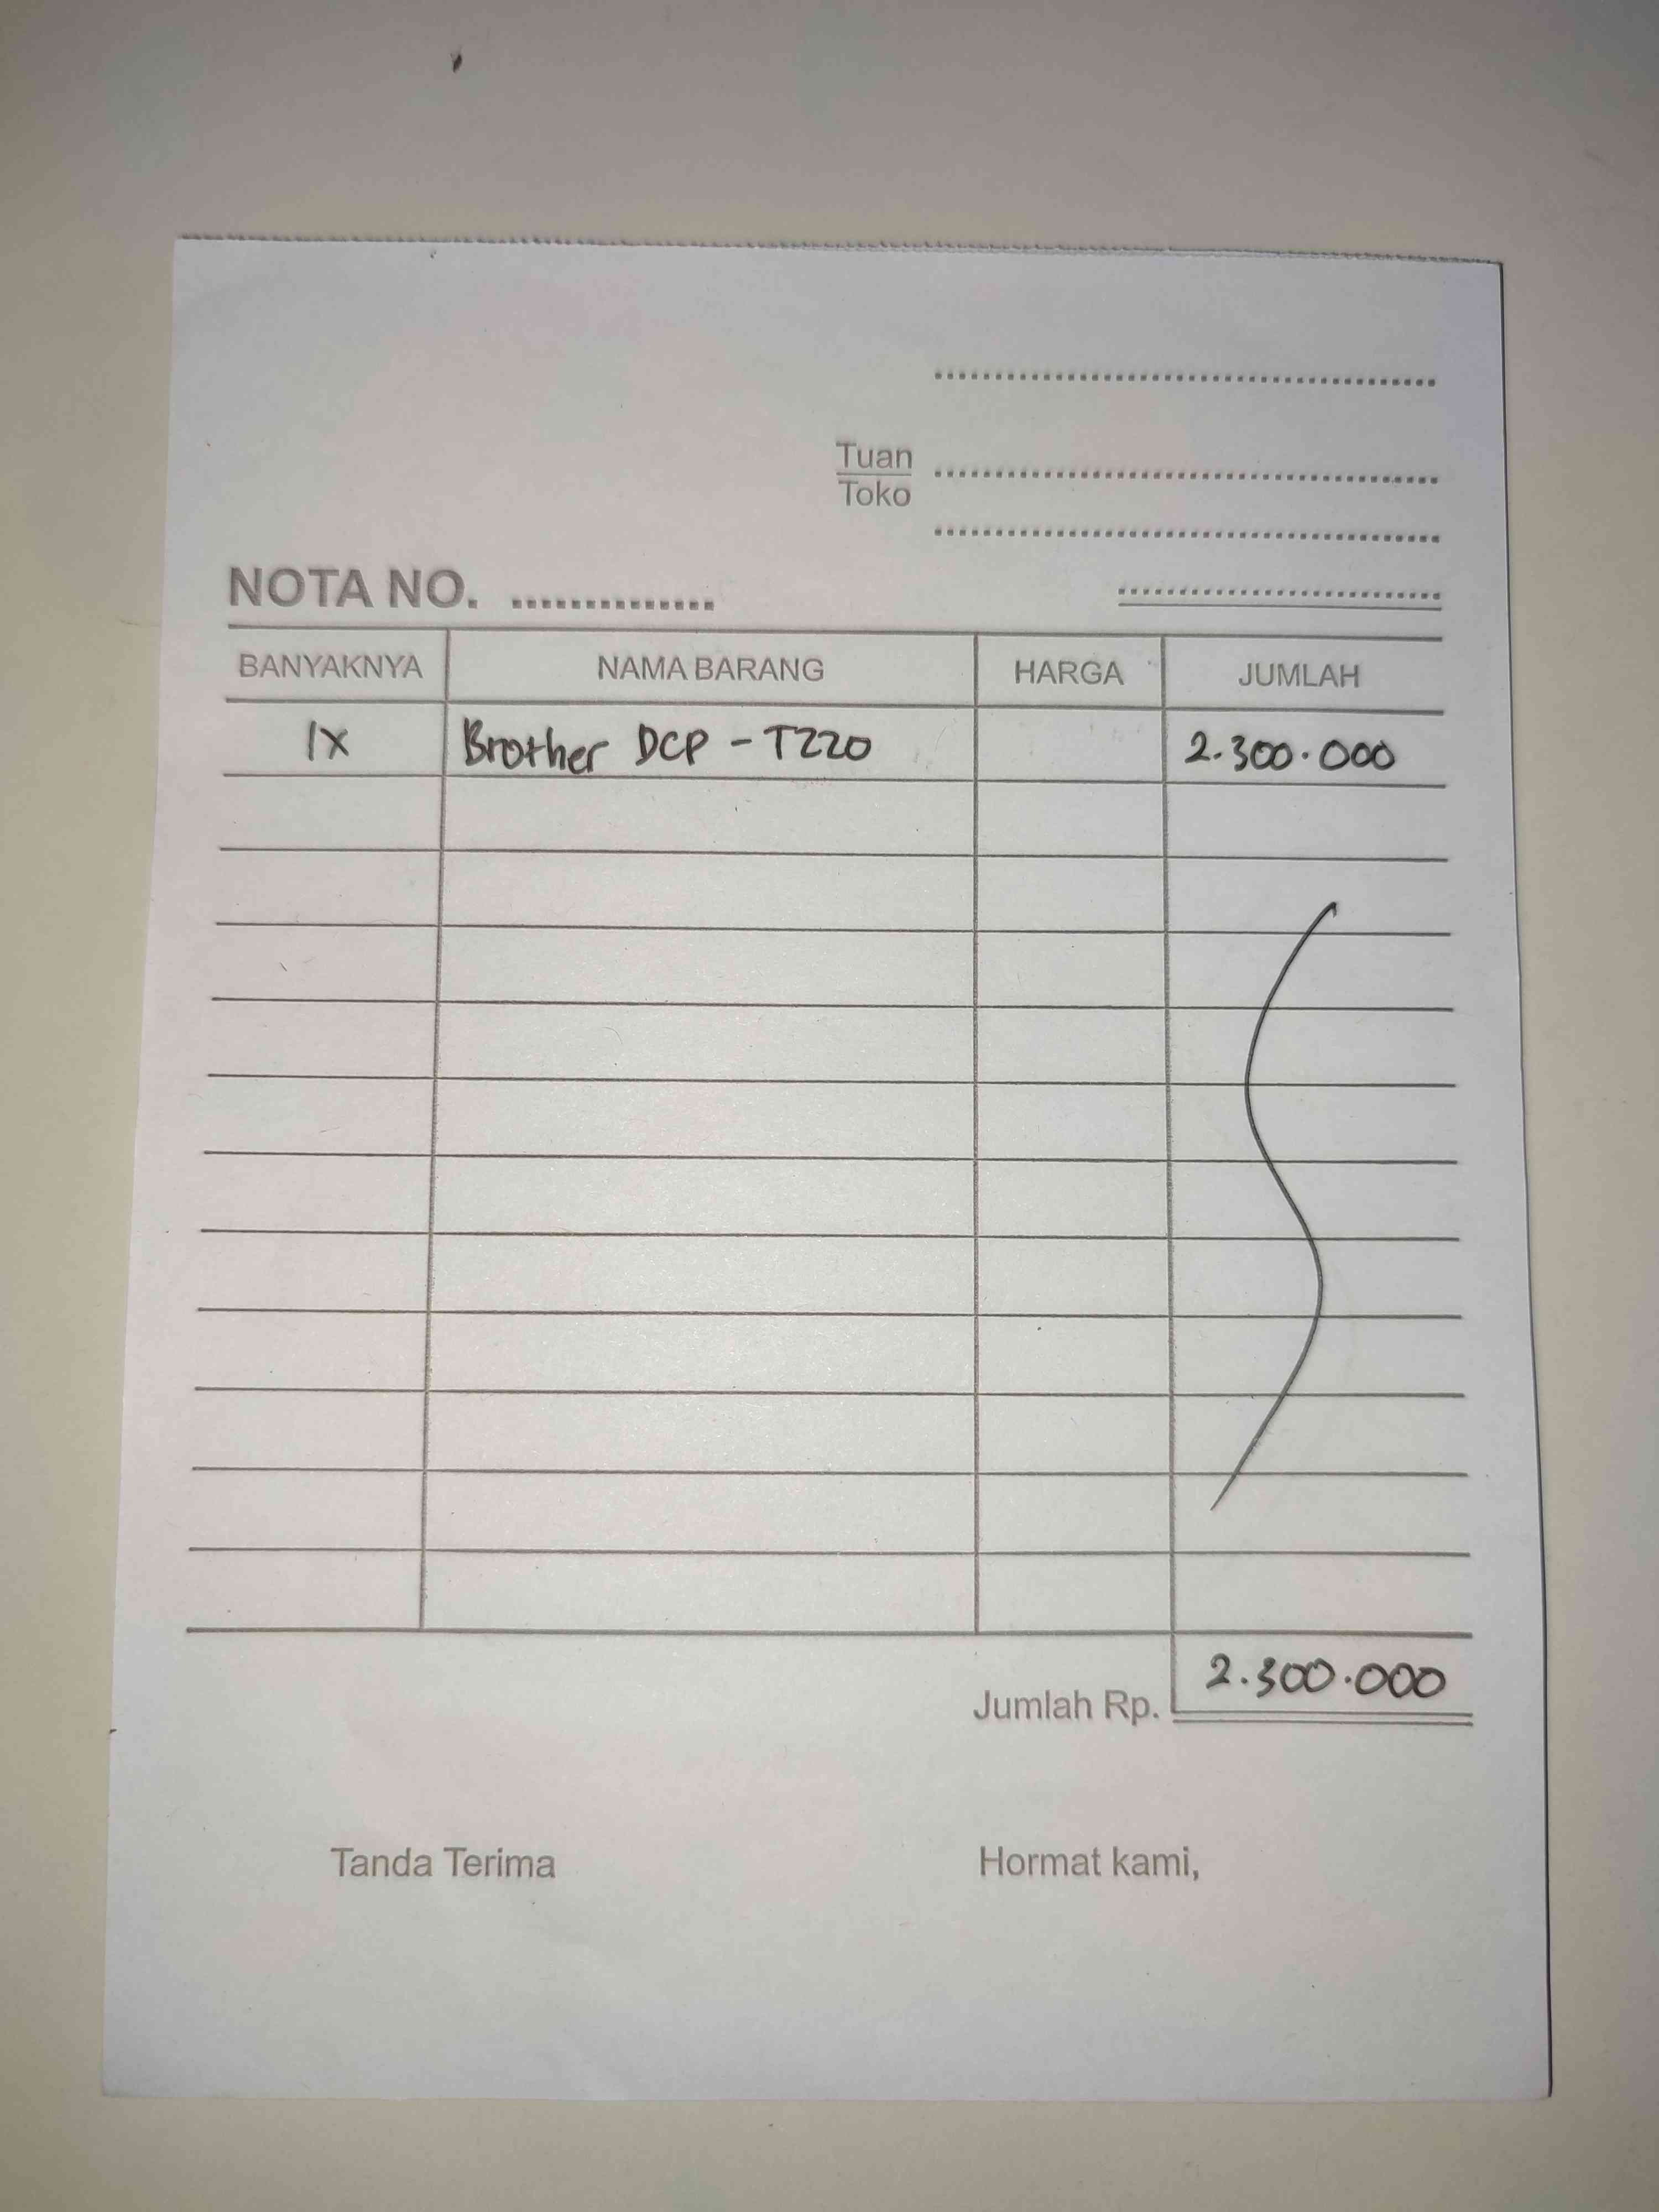 Tuan
Toko
NOTA NO. ..............
BANYAKNYA NAMA BARANG HARGA JUMLAH
1X Brother DCP - T220 2.300.000
Jumlah Rp. 2.300.000
Tanda Terima Hormat kami,